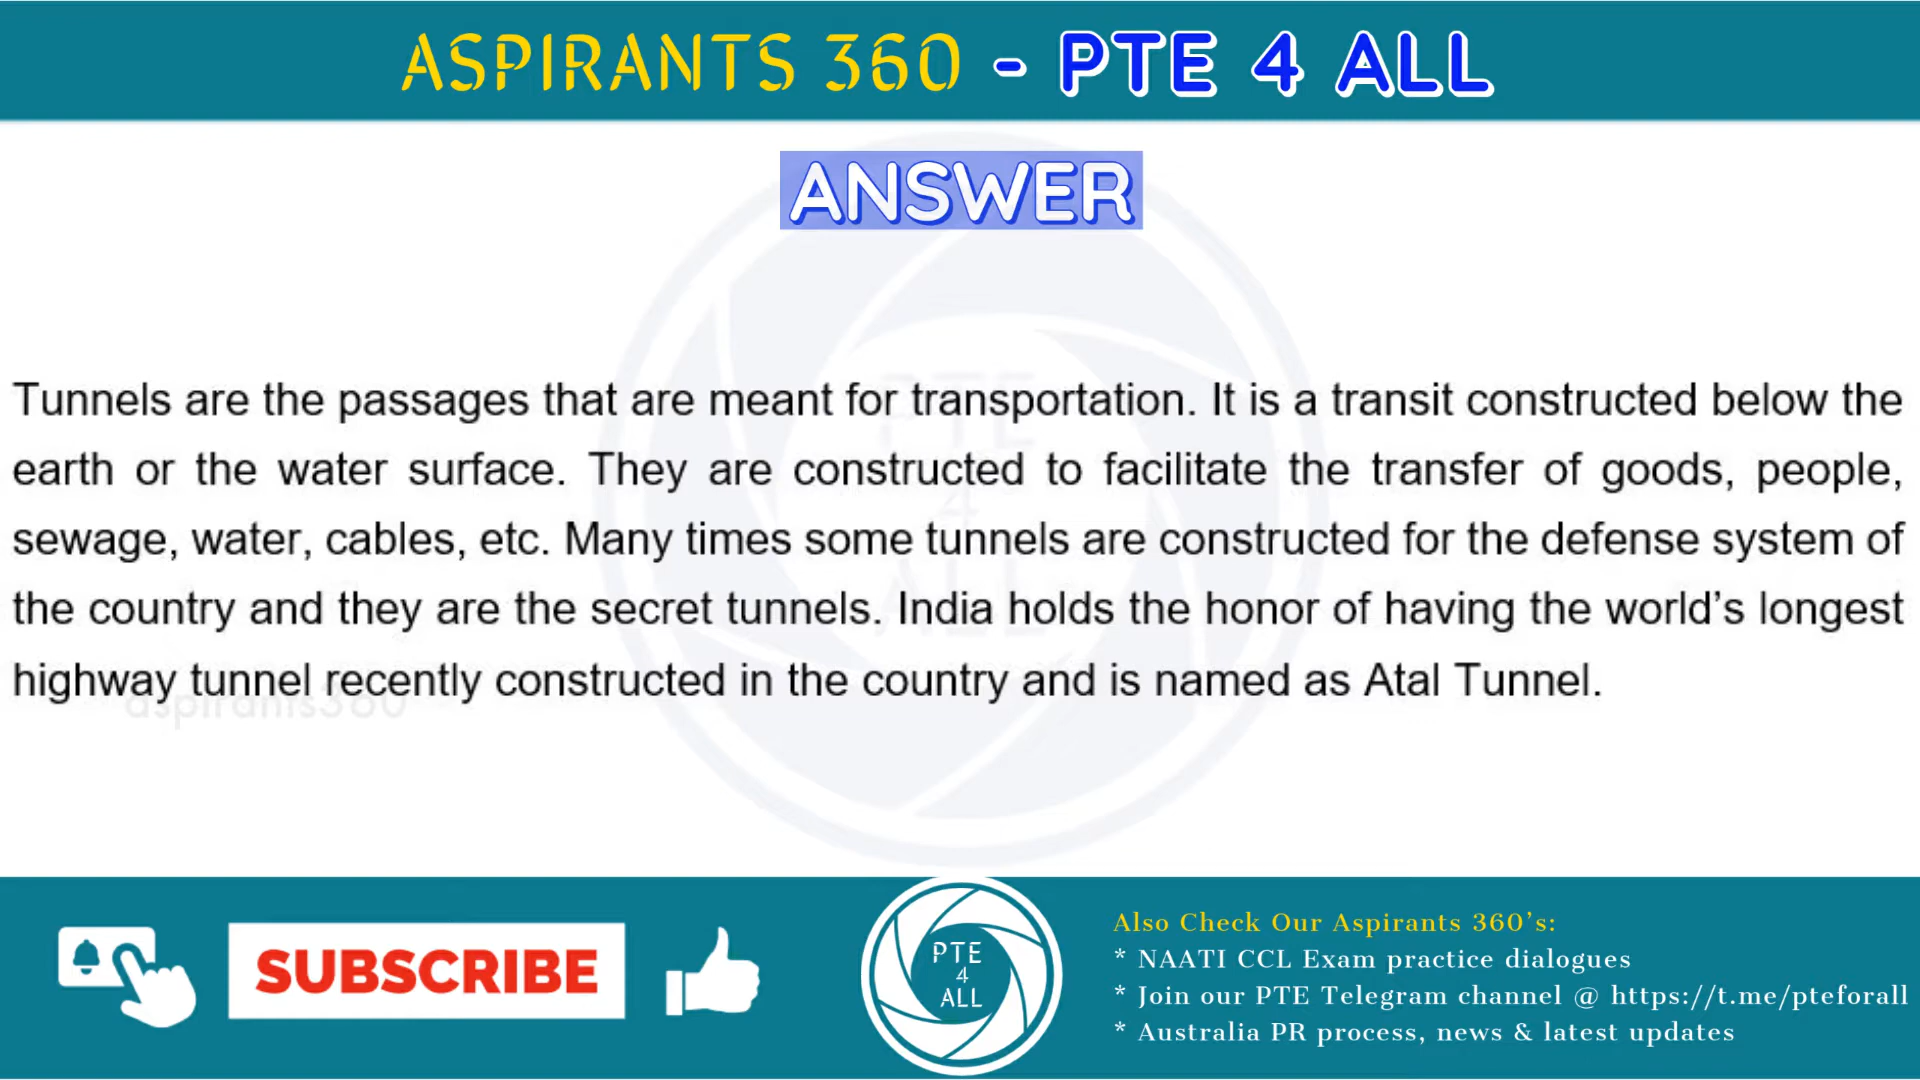 ASPIRANTS 360 - PTE 4 ALL
ANSWER
Tunnels are the passages that are meant for transportation. It is a transit constructed below the
earth or the water surface. They are constructed to facilitate the transfer of goods, people,
sewage, water, cables, etc. Many times some tunnels are constructed for the defense system of
the country and they are the secret tunnels. India holds the honor of having the world’s longest
highway tunnel recently constructed in the country and is named as Atal Tunnel.
aspirants360
PTE
4
ALL
SUBSCRIBE
PTE
4
ALL
Also Check Our Aspirants 360’s:
* NAATI CCL Exam practice dialogues
* Join our PTE Telegram channel @ https://t.me/pteforall
* Australia PR process, news & latest updates